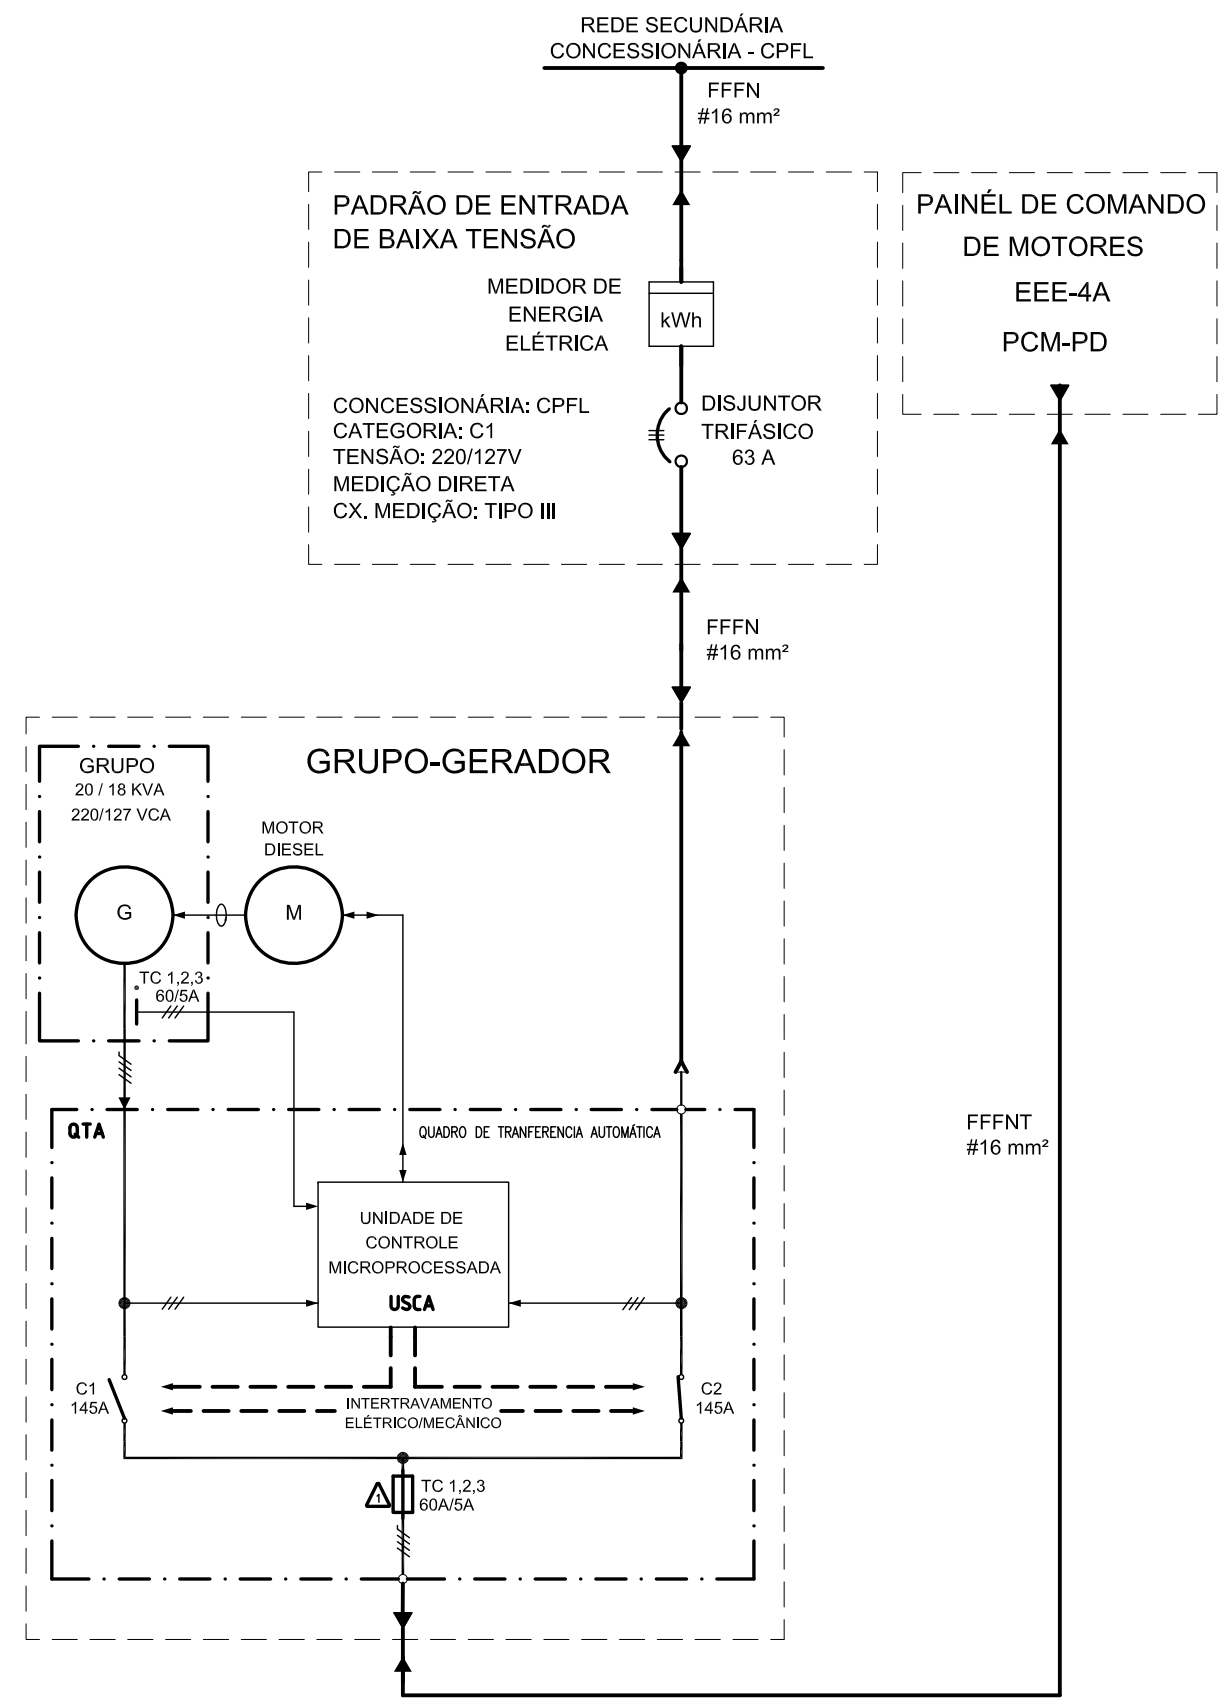 REDE SECUNDÁRIA
CONCESSIONÁRIA - CPFL
FFFN
#16 mm²
PADRÃO DE ENTRADA
DE BAIXA TENSÃO
MEDIDOR DE
ENERGIA
ELÉTRICA
kWh
CONCESSIONÁRIA: CPFL
CATEGORIA: C1
TENSÃO: 220/127V
MEDIÇÃO DIRETA
CX. MEDIÇÃO: TIPO III
DISJUNTOR
TRIFÁSICO
63 A
PAINÉL DE COMANDO
DE MOTORES
EEE-4A
PCM-PD
FFFN
#16 mm²
GRUPO-GERADOR
GRUPO
20 / 18 KVA
220/127 VCA
MOTOR
DIESEL
G
M
TC 1,2,3
60/5A
QTA
QUADRO DE TRANFERENCIA AUTOMÁTICA
UNIDADE DE
CONTROLE
MICROPROCESSADA
USCA
C1
145A
INTERTRAVAMENTO
ELÉTRICO/MECÂNICO
C2
145A
1
TC 1,2,3
60A/5A
FFFNT
#16 mm²